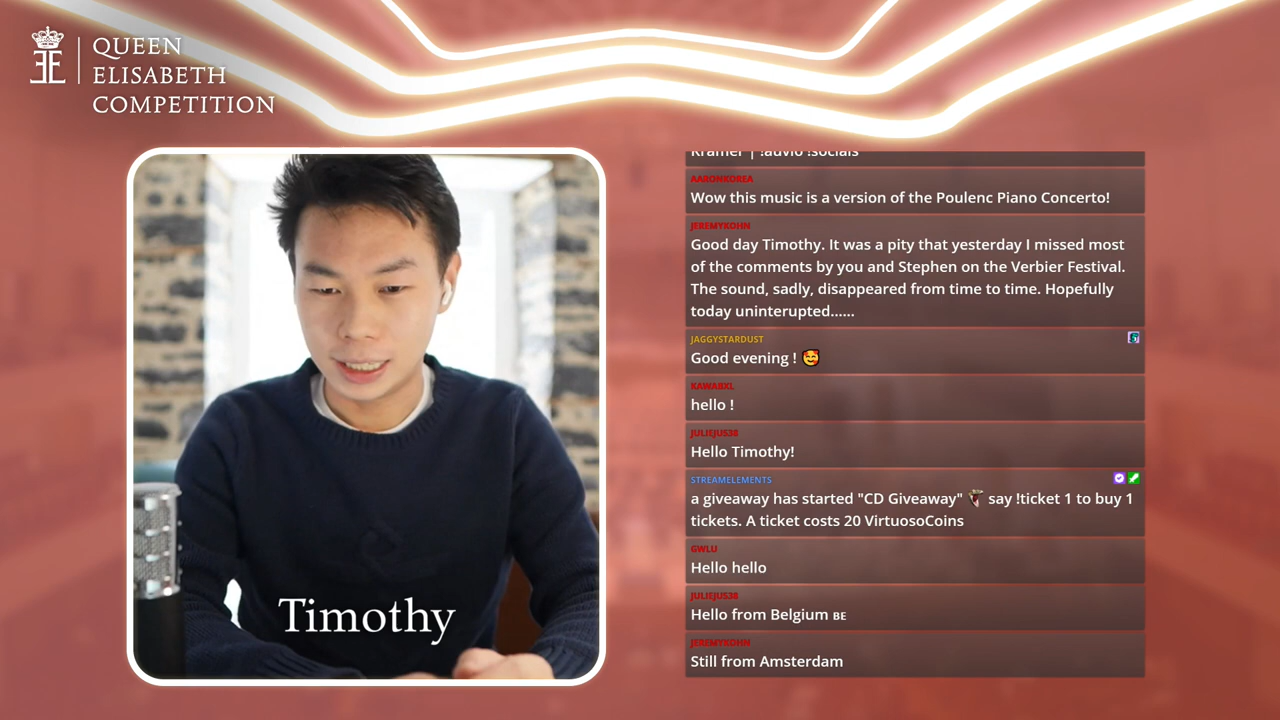 QUEEN
ELISABETH
COMPETITION
Timothy
Kramer | !auvio !socials
AARONKOREA
Wow this music is a version of the Poulenc Piano Concerto!
JEREMYKOHN
Good day Timothy. It was a pity that yesterday I missed most
of the comments by you and Stephen on the Verbier Festival.
The sound, sadly, disappeared from time to time. Hopefully
today uninterupted......
JAGGYSTARDUST
Good evening ! 🥰
KAWABXL
hello !
JULIEJUS38
Hello Timothy!
STREAMELEMENTS
a giveaway has started "CD Giveaway" say !ticket 1 to buy 1
tickets. A ticket costs 20 VirtuosoCoins
GWLU
Hello hello
JULIEJUS38
Hello from Belgium BE
JEREMYKOHN
Still from Amsterdam